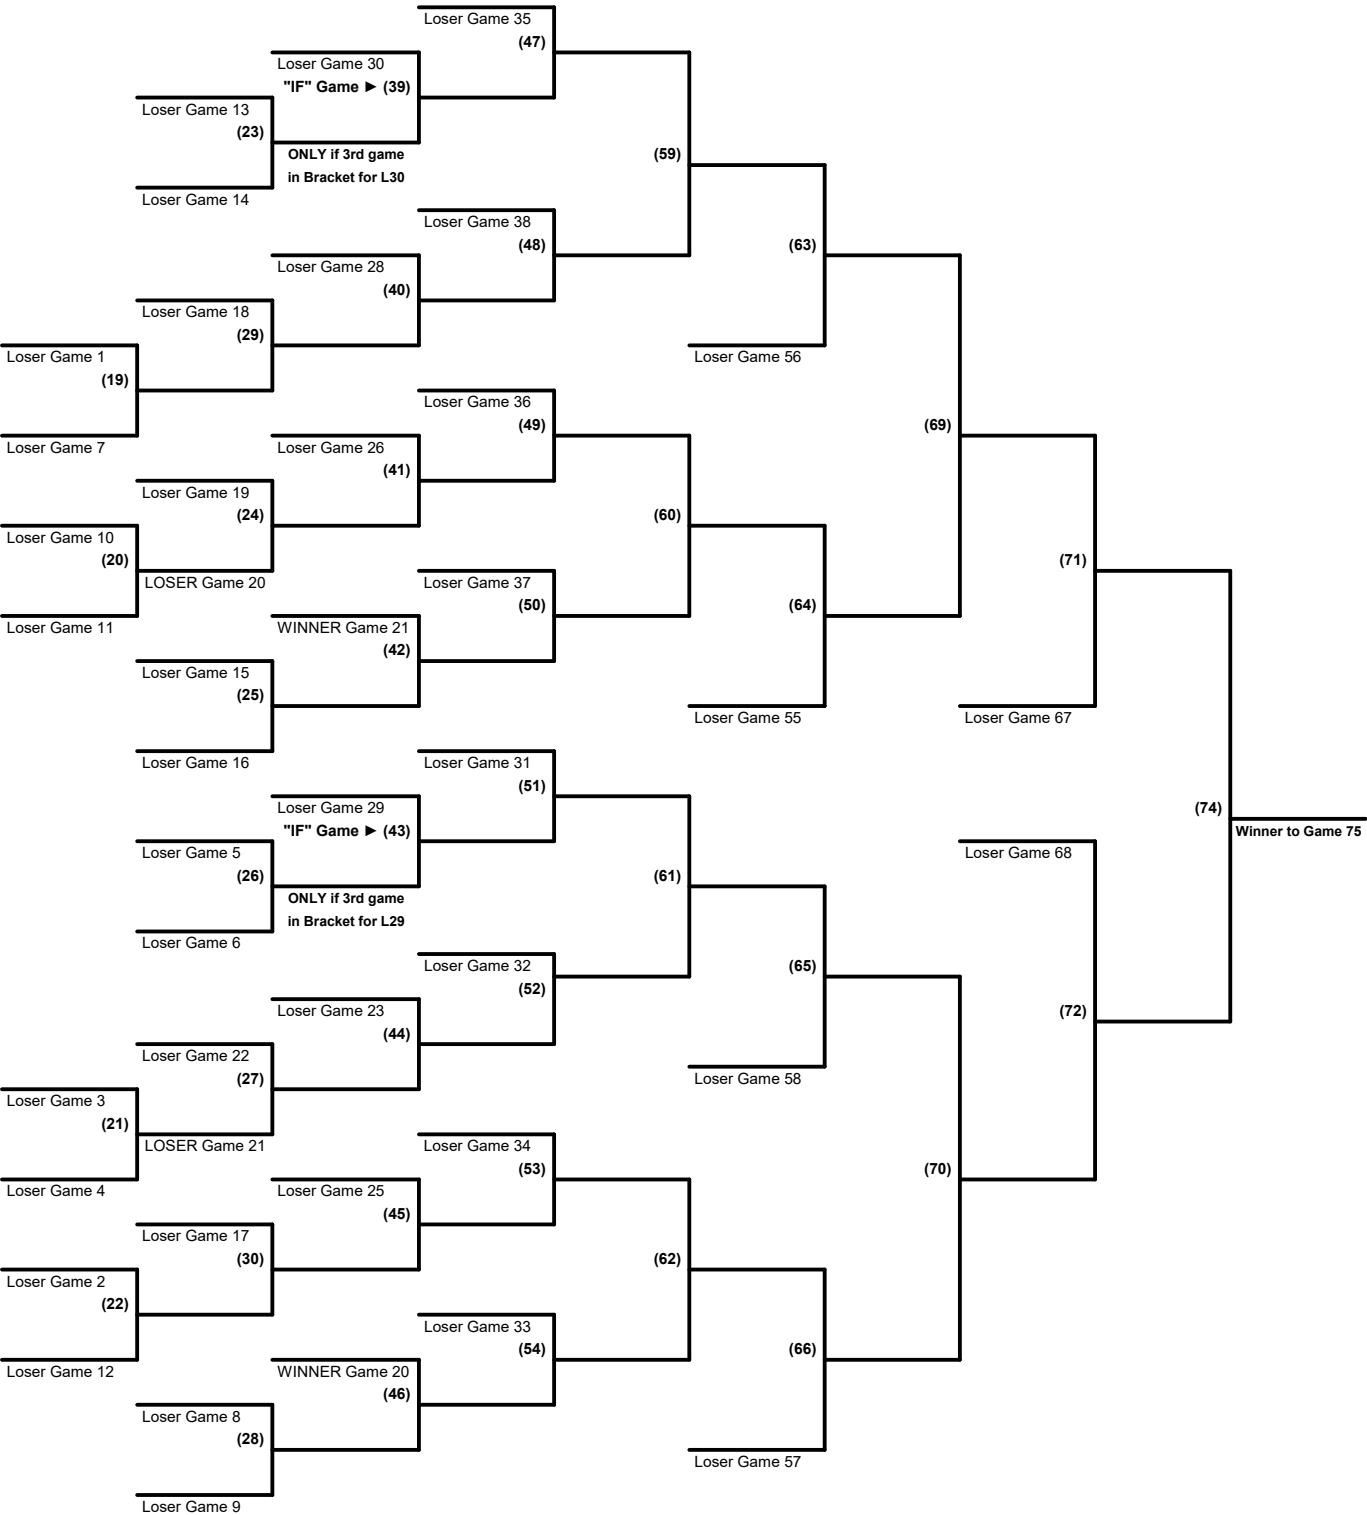 Loser Game 35
(47)
Loser Game 30
"IF" Game ► (39)
Loser Game 13
(23)
ONLY if 3rd game
in Bracket for L30
(59)
Loser Game 14
Loser Game 38
(48)
(63)
Loser Game 28
(40)
Loser Game 18
(29)
Loser Game 1
Loser Game 56
(19)
Loser Game 36
(49)
(69)
Loser Game 7
Loser Game 26
(41)
Loser Game 19
(24)
(60)
Loser Game 10
(20)
(71)
LOSER Game 20
Loser Game 37
(50)
(64)
Loser Game 11
WINNER Game 21
(42)
Loser Game 15
(25)
Loser Game 55
Loser Game 67
Loser Game 16
Loser Game 31
(51)
Loser Game 29
(74)
"IF" Game ► (43)
Winner to Game 75
Loser Game 5
Loser Game 68
(26)
(61)
ONLY if 3rd game
in Bracket for L29
Loser Game 6
Loser Game 32
(65)
(52)
Loser Game 23
(72)
(44)
Loser Game 22
(27)
Loser Game 58
Loser Game 3
(21)
LOSER Game 21
Loser Game 34
(53)
(70)
Loser Game 4
Loser Game 25
(45)
Loser Game 17
(30)
(62)
Loser Game 2
(22)
Loser Game 33
(54)
(66)
Loser Game 12
WINNER Game 20
(46)
Loser Game 8
(28)
Loser Game 57
Loser Game 9